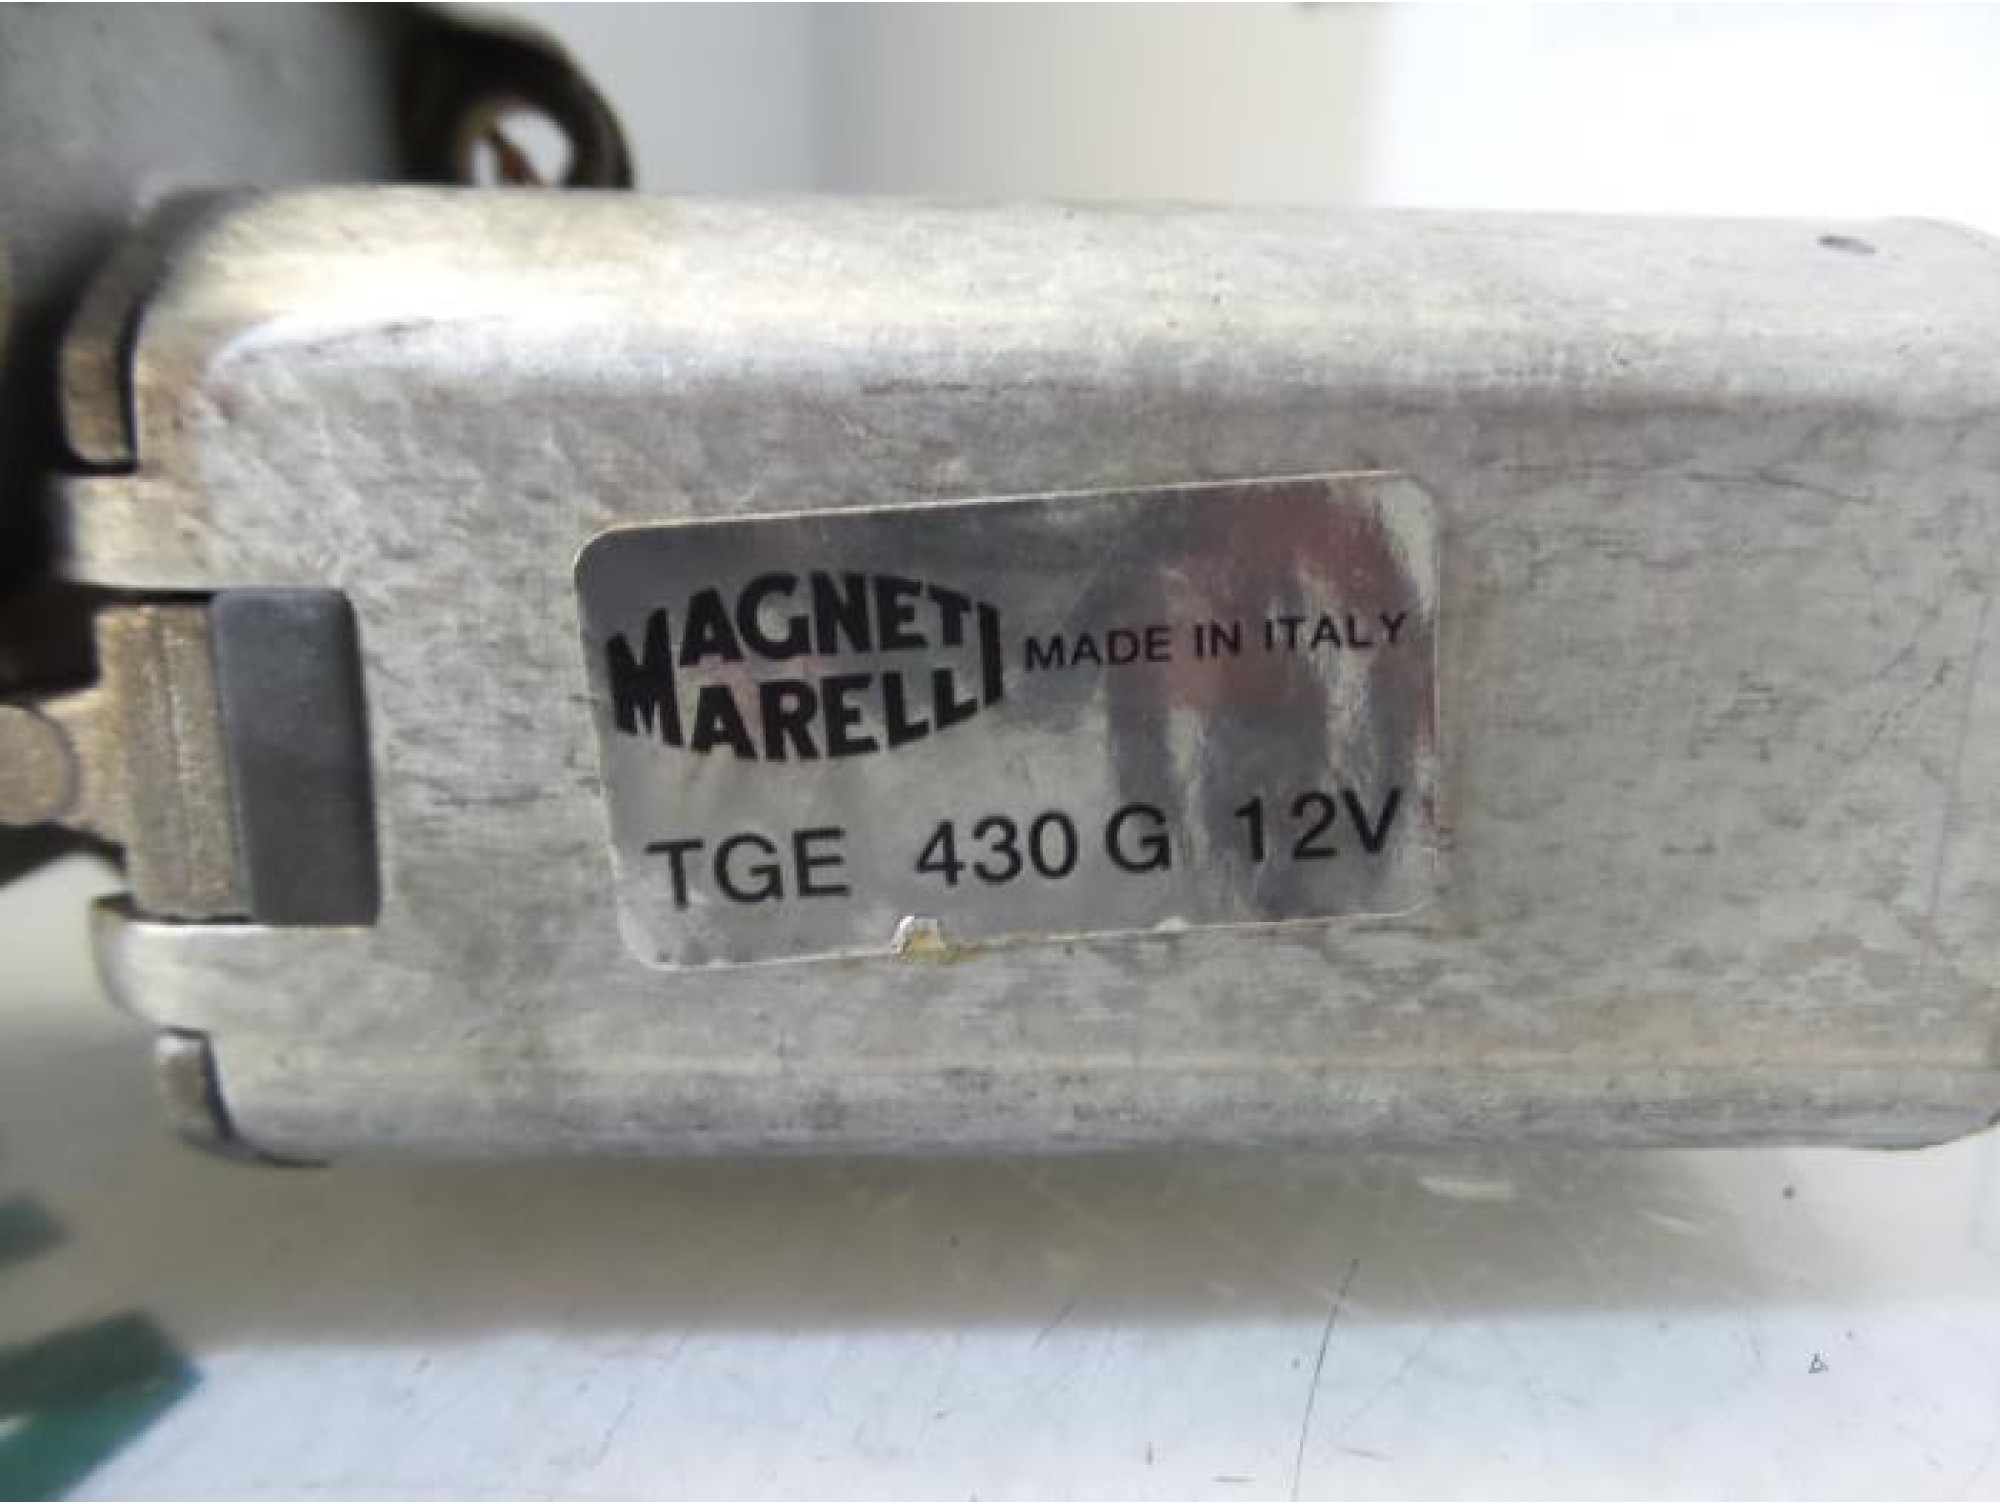 MAGNETI
MARELLI
MADE IN ITALY
TGE 430 G 12V